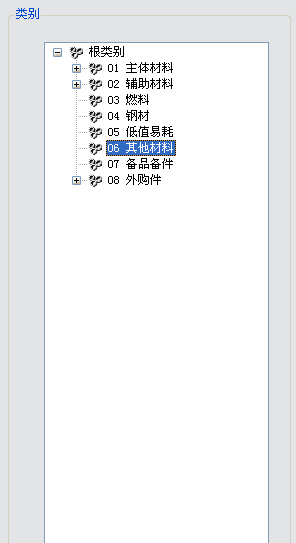 类别
根类别
01 主体材料
02 辅助材料
03 燃料
04 钢材
05 低值易耗
06 其他材料
07 备品备件
08 外购件